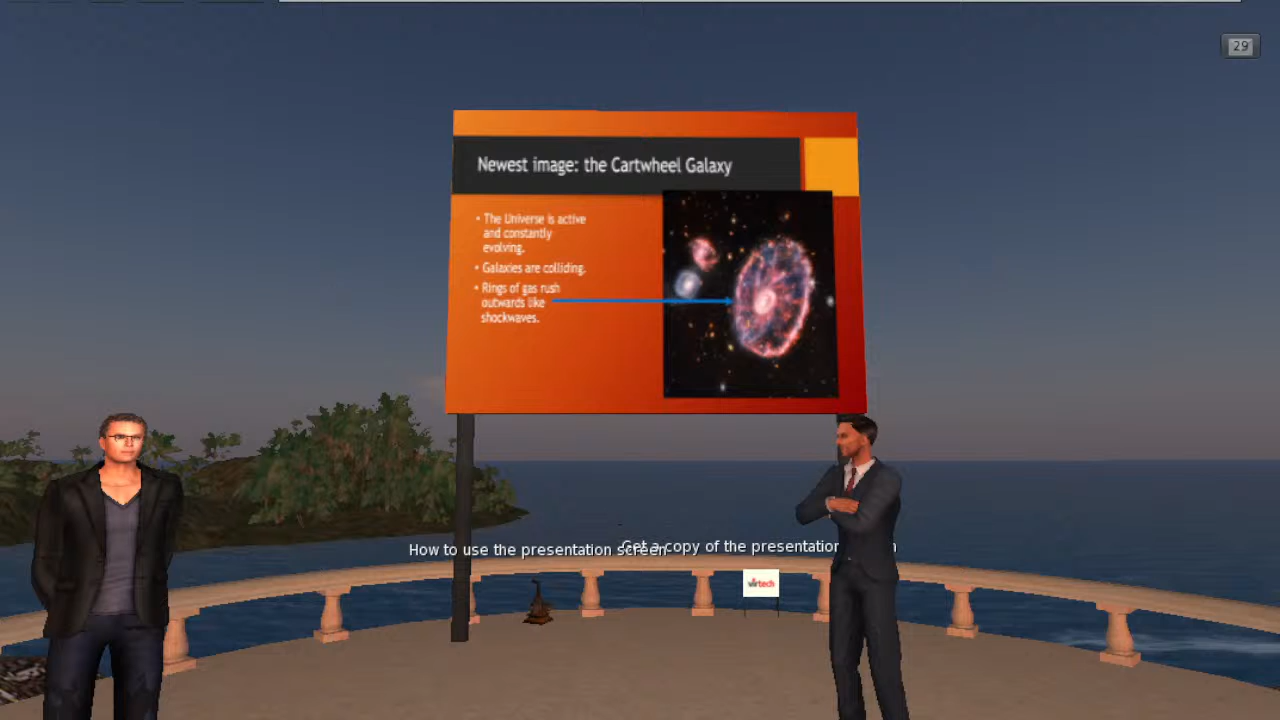 29
Newest image: the Cartwheel Galaxy
• The Universe is active
and constantly
evolving.
• Galaxies are colliding.
• Rings of gas rush
outwards like
shockwaves.
How to use the presentation screen
Get a copy of the presentation
virtech